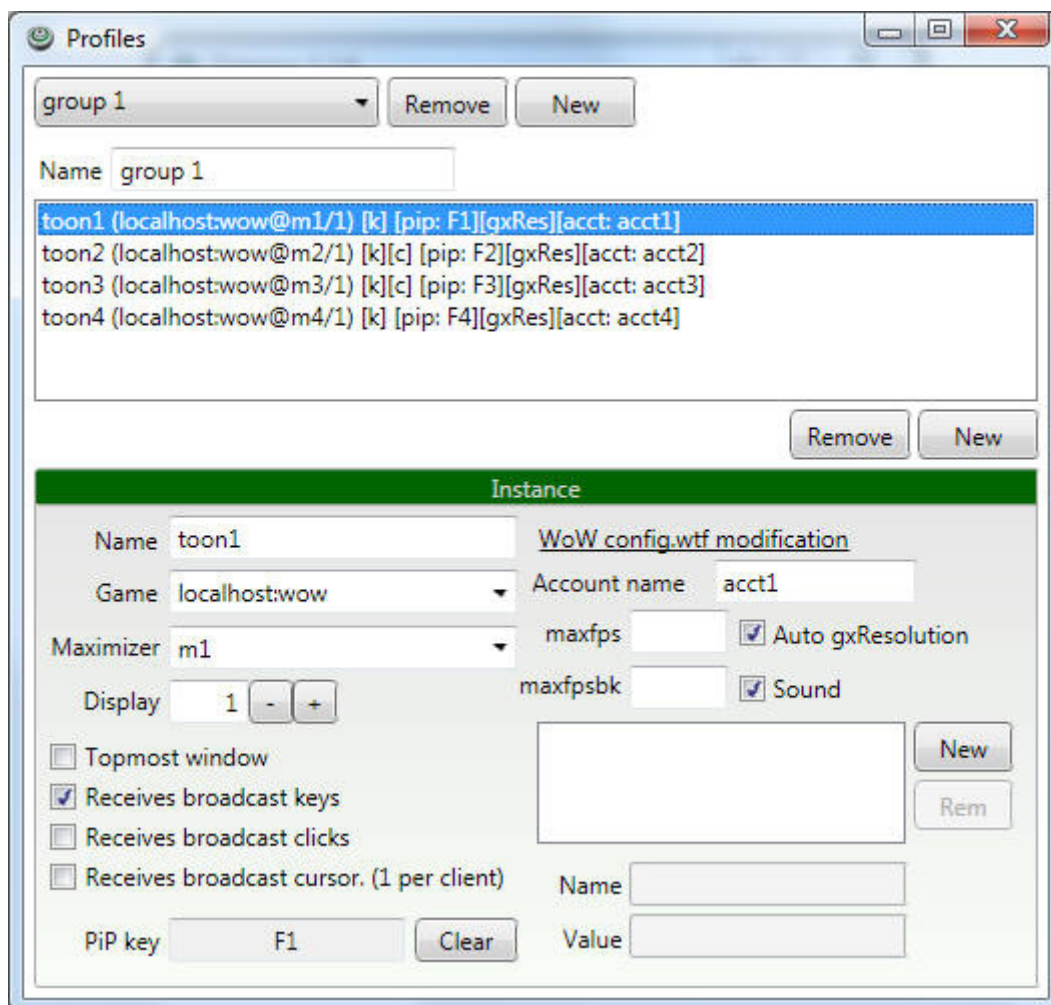 Profiles
group 1 Remove New
Name group 1
toon1 (localhost:wow@m1/1) [k] [pip: F1][gxRes][acct: acct1]
toon2 (localhost:wow@m2/1) [k][c] [pip: F2][gxRes][acct: acct2]
toon3 (localhost:wow@m3/1) [k][c] [pip: F3][gxRes][acct: acct3]
toon4 (localhost:wow@m4/1) [k] [pip: F4][gxRes][acct: acct4]
Remove New
Instance
Name toon1
Game localhost:wow
Maximizer m1
Display 1 - +
Topmost window
Receives broadcast keys
Receives broadcast clicks
Receives broadcast cursor. (1 per client)
PiP key F1 Clear
WoW config.wtf modification
Account name acct1
maxfps Auto gxResolution
maxfpsbk Sound
New
Rem
Name
Value